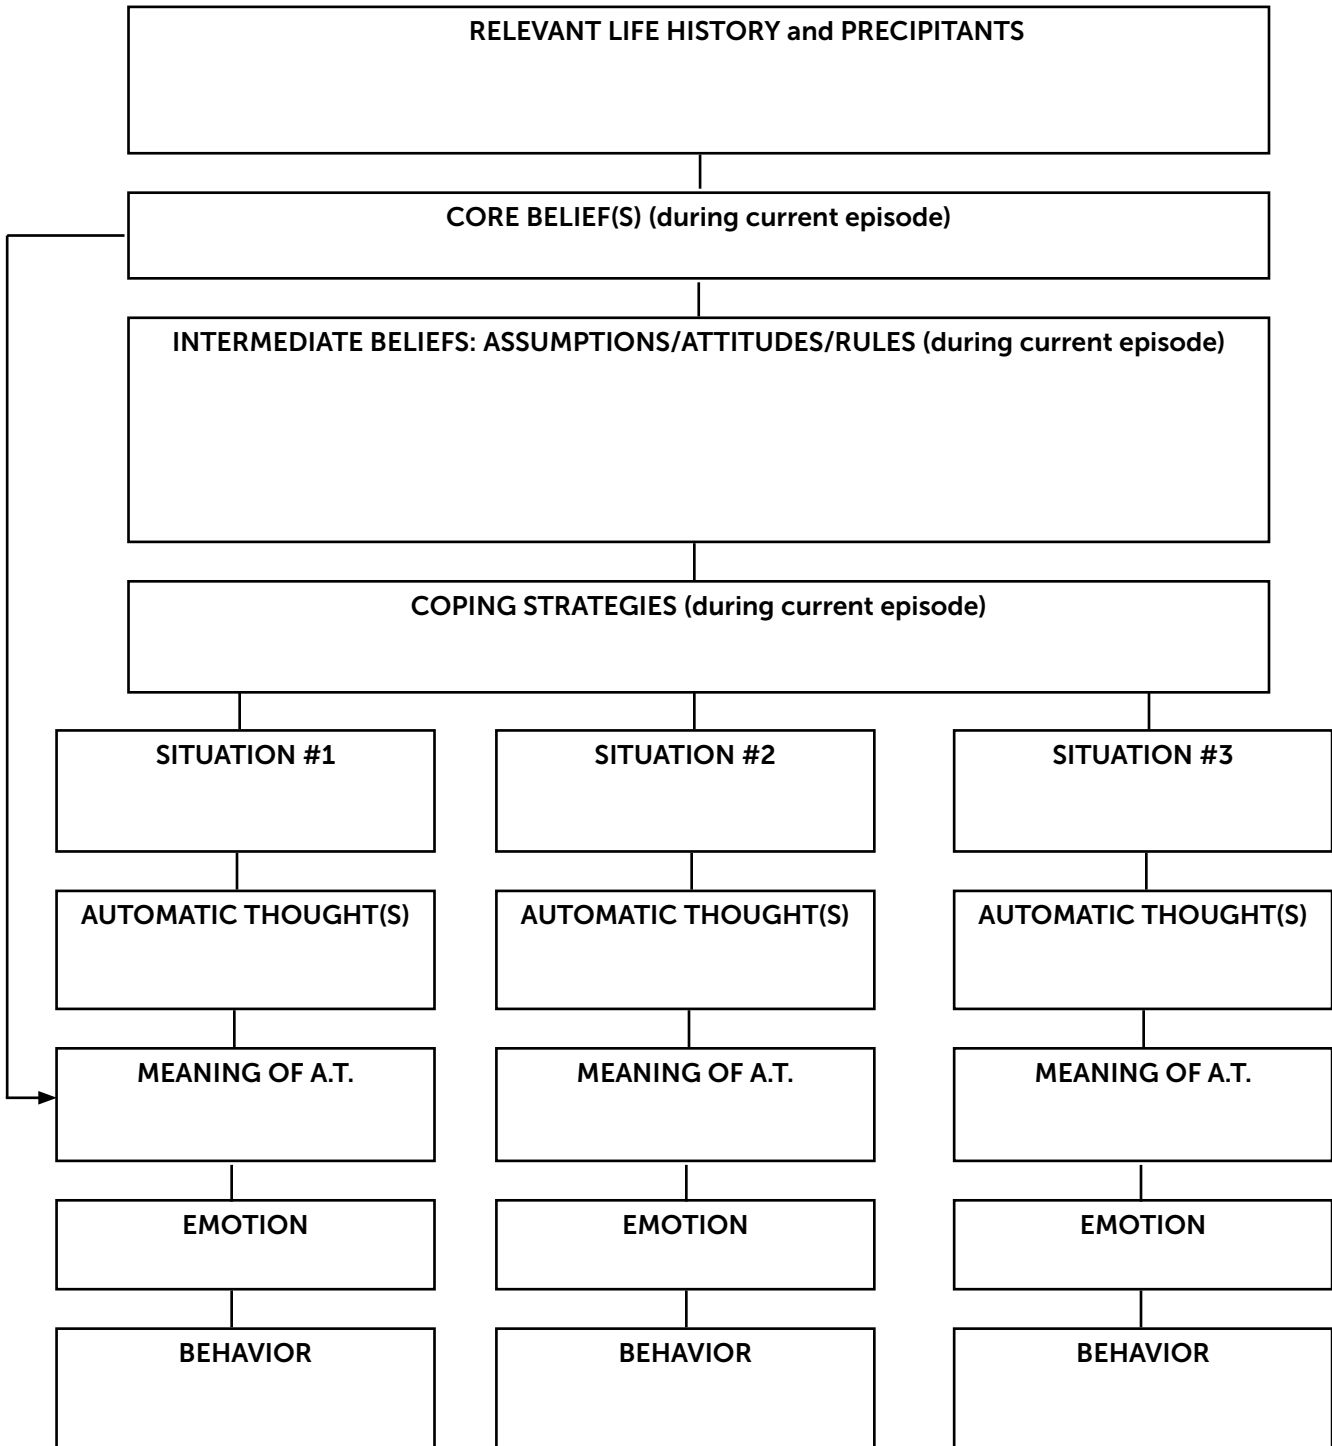 RELEVANT LIFE HISTORY and PRECIPITANTS
CORE BELIEF(S) (during current episode)
INTERMEDIATE BELIEFS: ASSUMPTIONS/ATTITUDES/RULES (during current episode)
COPING STRATEGIES (during current episode)
SITUATION #1
SITUATION #2
SITUATION #3
AUTOMATIC THOUGHT(S)
AUTOMATIC THOUGHT(S)
AUTOMATIC THOUGHT(S)
MEANING OF A.T.
MEANING OF A.T.
MEANING OF A.T.
EMOTION
EMOTION
EMOTION
BEHAVIOR
BEHAVIOR
BEHAVIOR